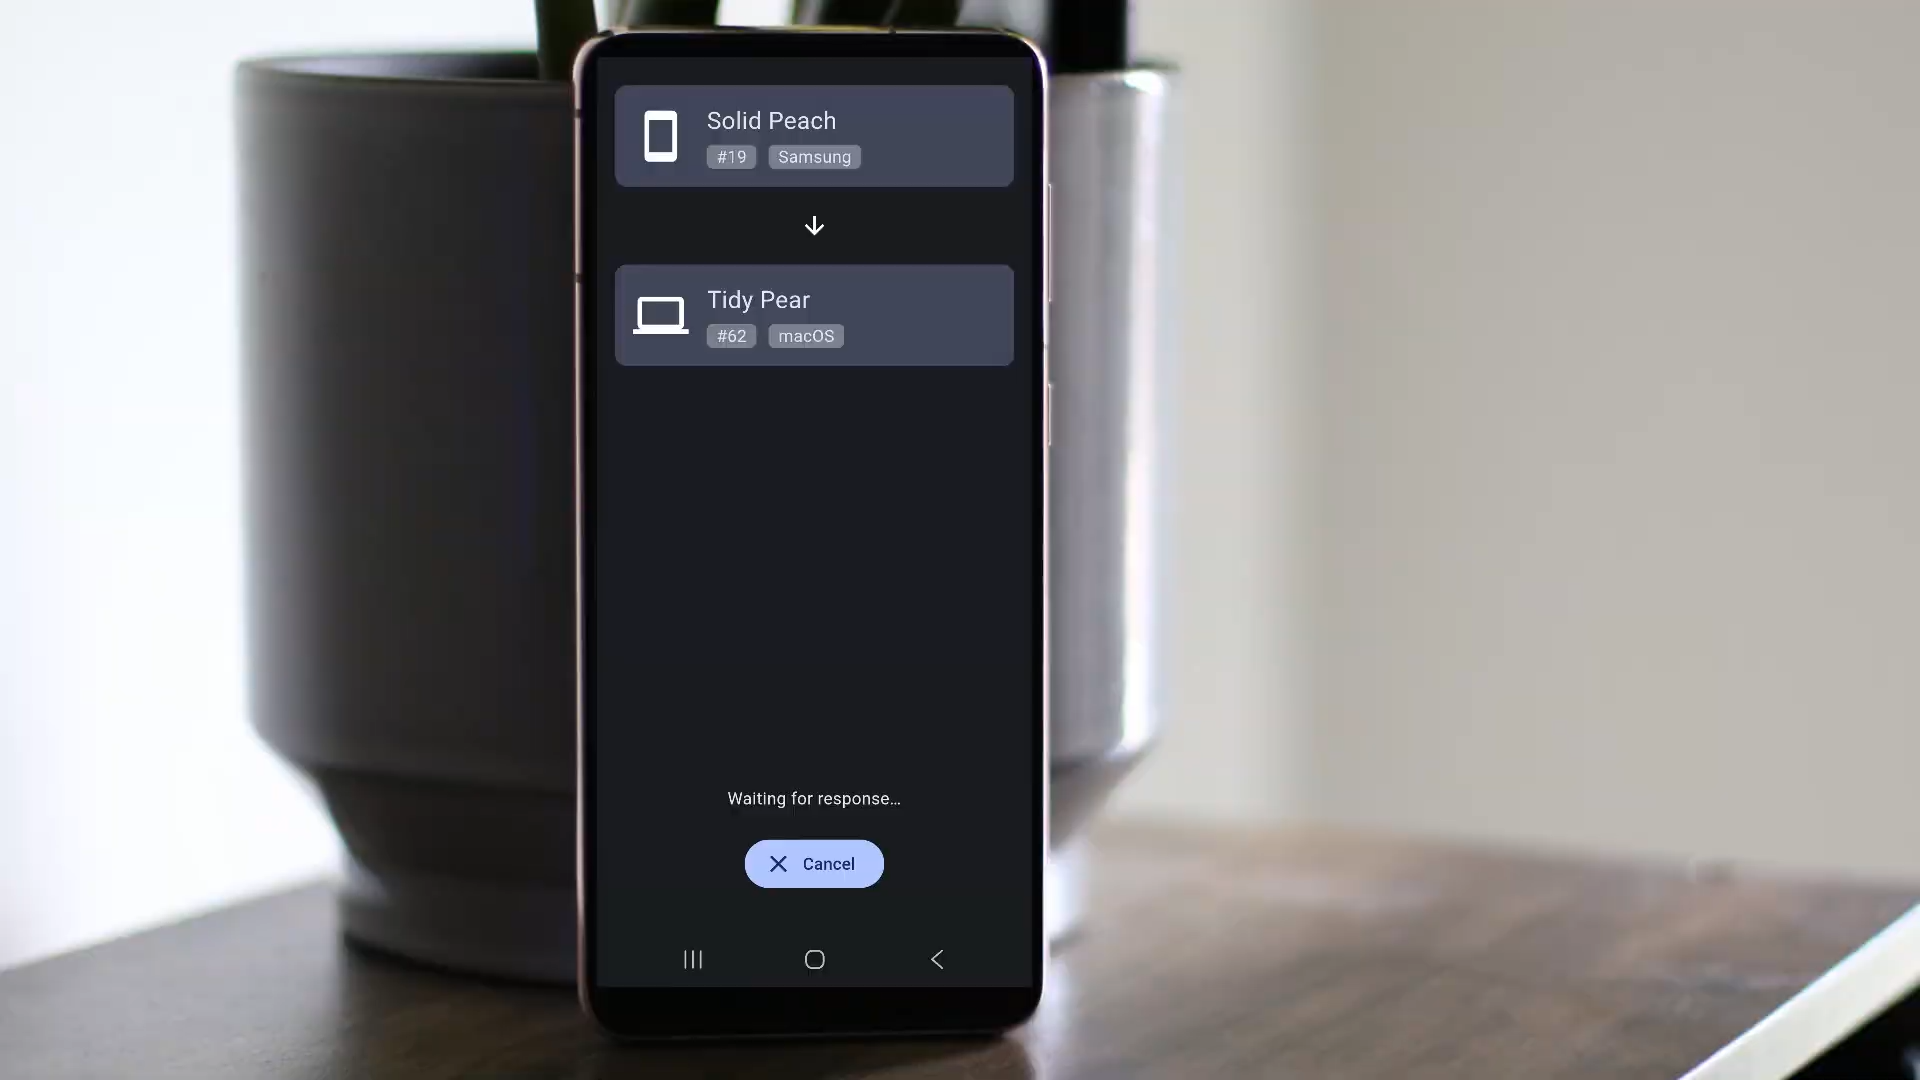 Solid Peach
#19 Samsung
Tidy Pear
#62 macOS
Waiting for response…
Cancel